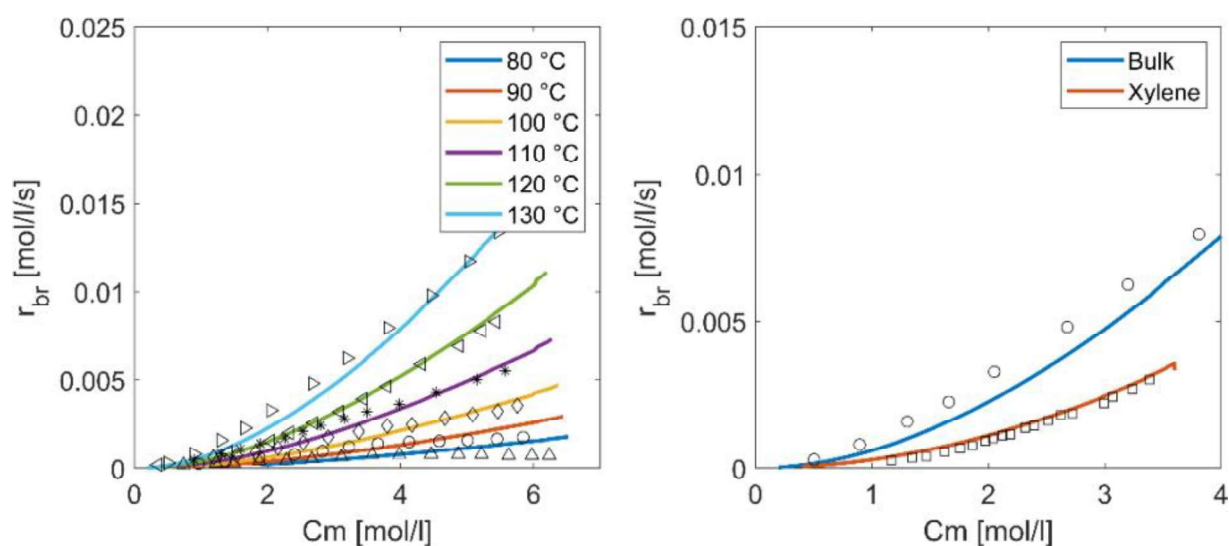 0.025
0.02
0.015
0.01
0.005
0
r_br [mol/l/s]
0
2
4
6
Cm [mol/l]
80 °C
90 °C
100 °C
110 °C
120 °C
130 °C
0.015
0.01
0.005
0
r_br [mol/l/s]
0
1
2
3
4
Cm [mol/l]
Bulk
Xylene